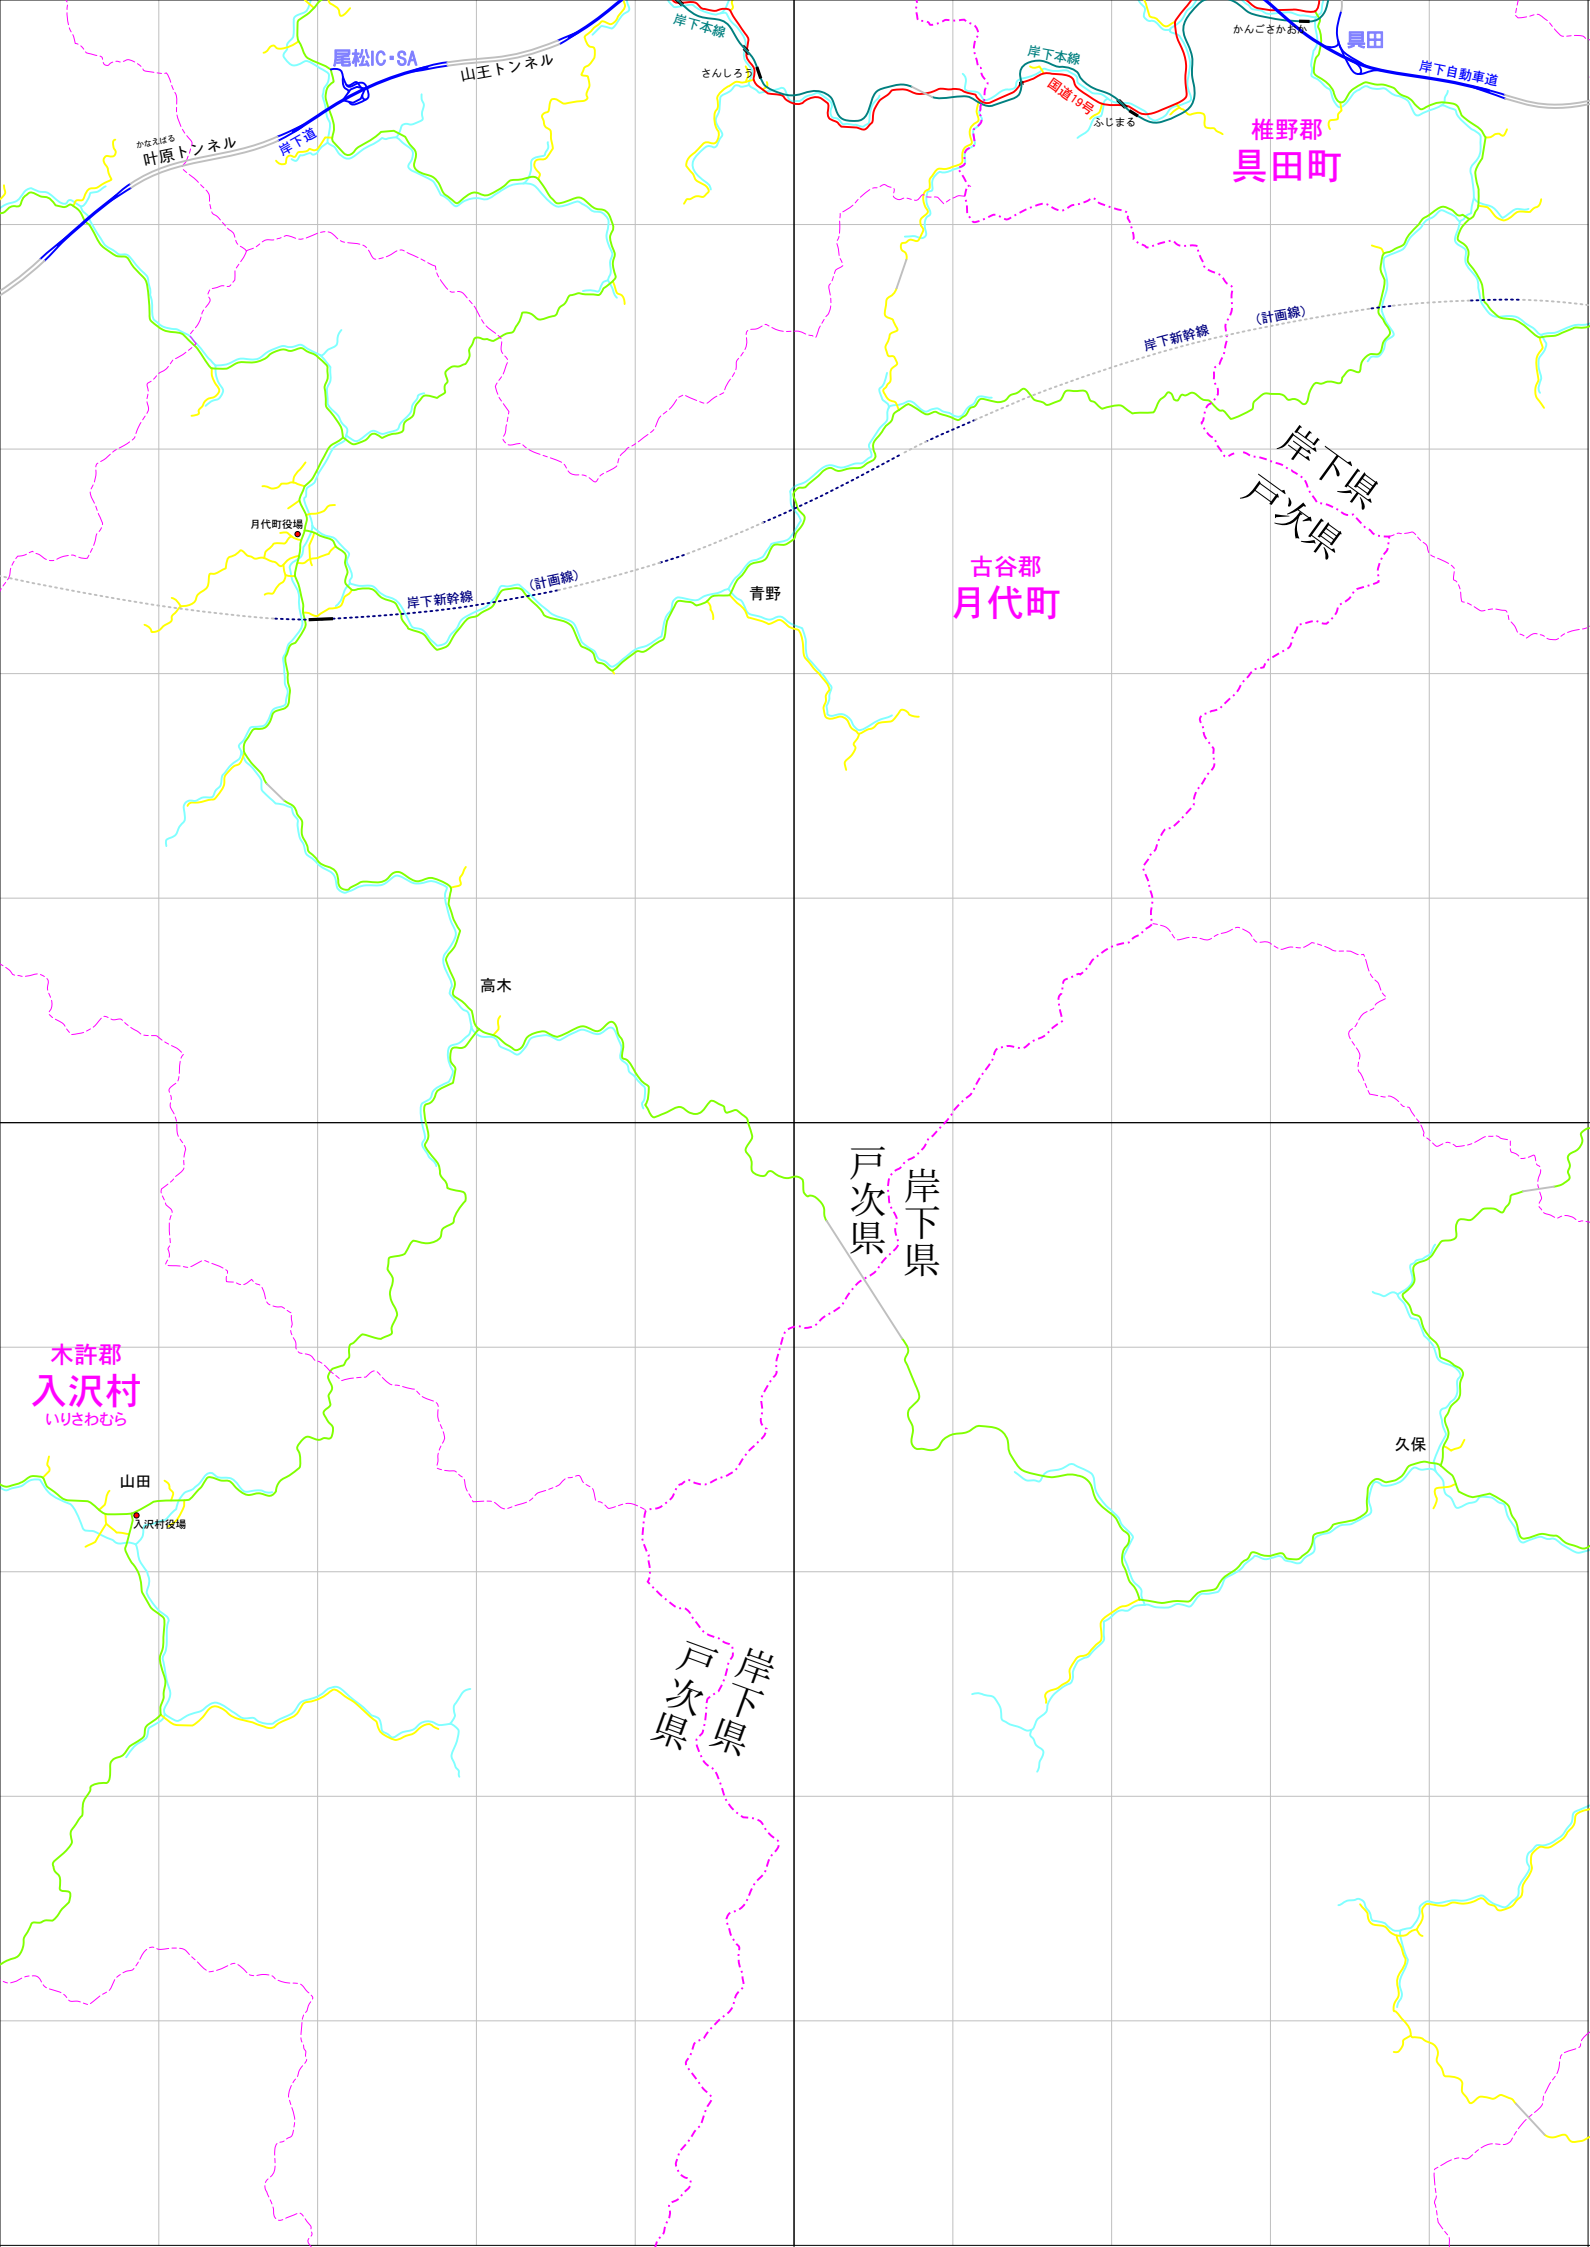 岸下本線
さんしろう
尾松IC・SA
山王トンネル
かなえばる
叶原トンネル
岸下道
岸下本線
国道19号
ふじまる
かんごさかおか
具田
岸下自動車道
椎野郡
具田町
岸下新幹線
(計画線)
岸下県
戸次県
月代町役場
岸下新幹線
(計画線)
青野
古谷郡
月代町
高木
戸次県
岸下県
木許郡
入沢村
いりさわむら
山田
入沢村役場
久保
戸次県
岸下県